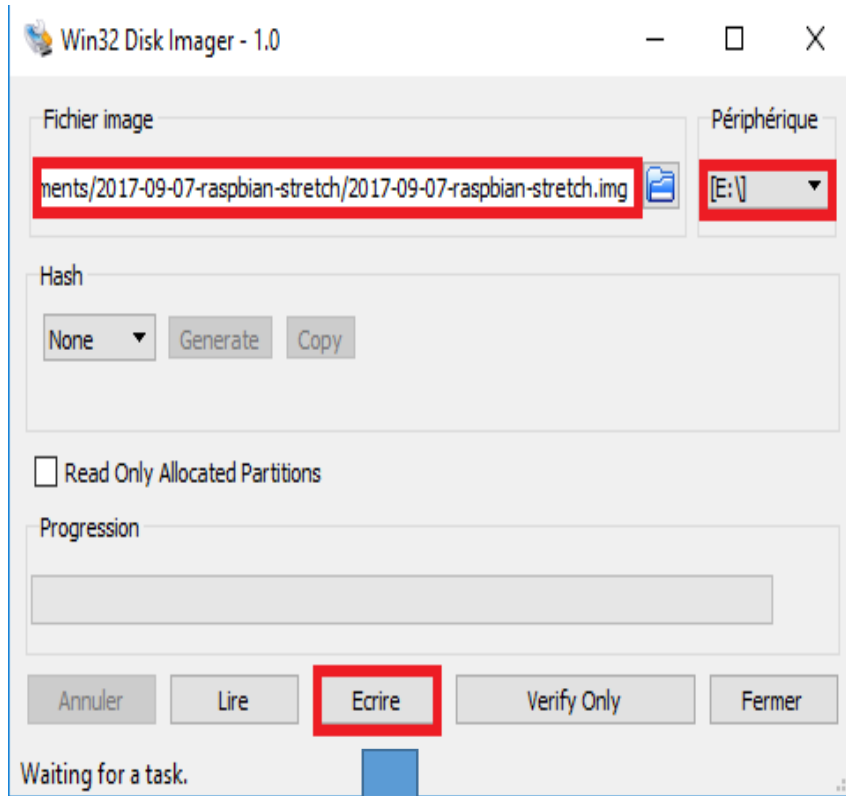 Win32 Disk Imager - 1.0
Fichier image
Périphérique
ments/2017-09-07-raspbian-stretch/2017-09-07-raspbian-stretch.img
[E:\]
Hash
None Generate Copy
Read Only Allocated Partitions
Progression
Annuler Lire Ecrire Verify Only Fermer
Waiting for a task.